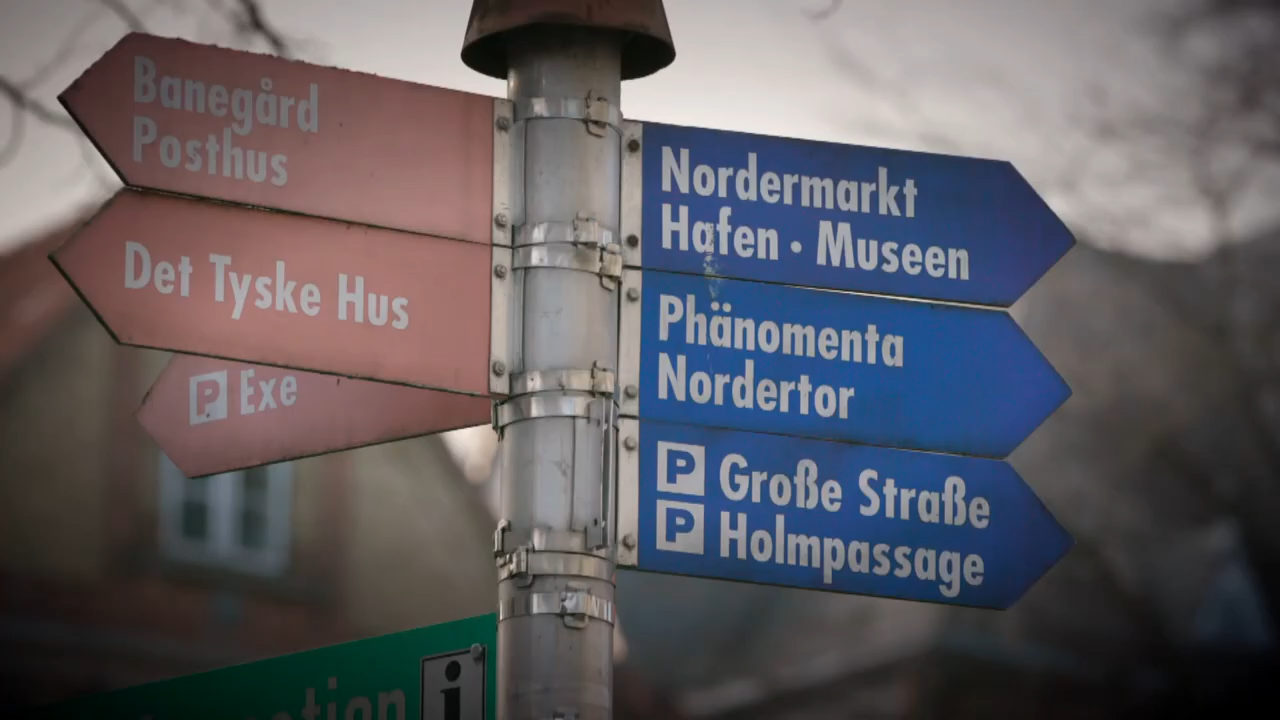 Banegård
Posthus
Det Tyske Hus
P Exe
Nordermarkt
Hafen · Museen
Phänomenta
Nordertor
P Große Straße
P Holmpassage
i